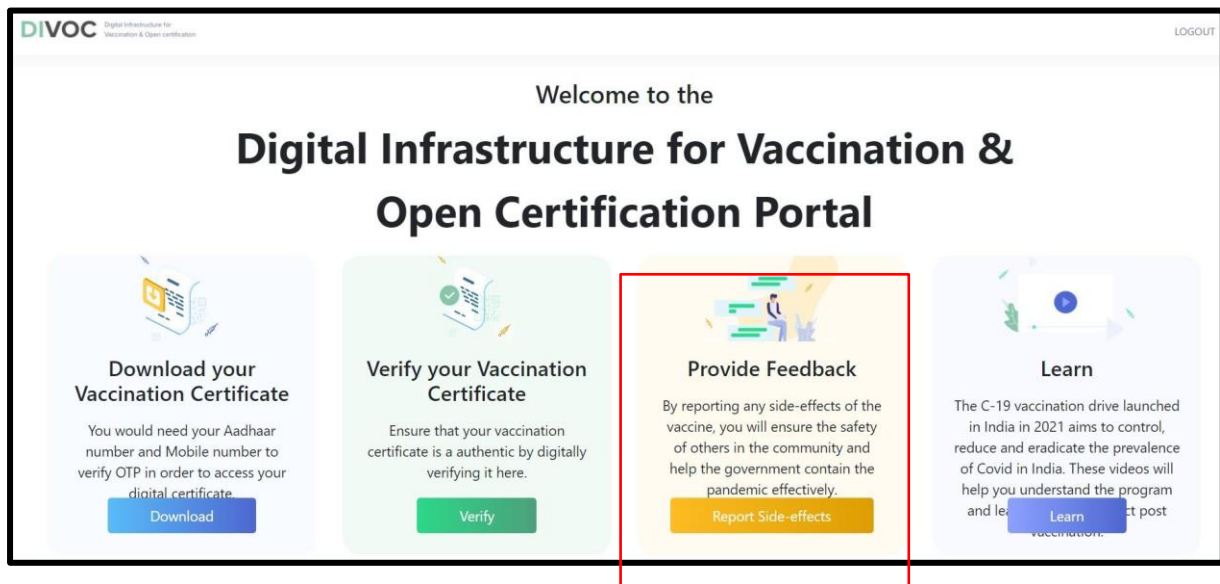 DIVOC
Digital Infrastructure for
Vaccination & Open certification
LOGOUT
Welcome to the
Digital Infrastructure for Vaccination &
Open Certification Portal
Download your
Vaccination Certificate
You would need your Aadhaar
number and Mobile number to
verify OTP in order to access your
digital certificate.
Download
Verify your Vaccination
Certificate
Ensure that your vaccination
certificate is a authentic by digitally
verifying it here.
Verify
Provide Feedback
By reporting any side-effects of the
vaccine, you will ensure the safety
of others in the community and
help the government contain the
pandemic effectively.
Report Side-effects
Learn
The C-19 vaccination drive launched
in India in 2021 aims to control,
reduce and eradicate the prevalence
of Covid in India. These videos will
help you understand the program
and post
vaccination.
Learn